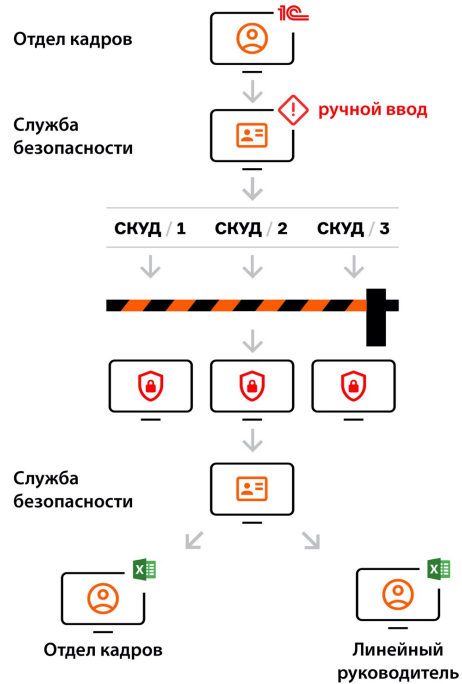 1С
Отдел кадров
ручной ввод
Служба
безопасности
СКУД / 1 СКУД / 2 СКУД / 3
Служба
безопасности
X
X
Отдел кадров
Линейный
руководитель